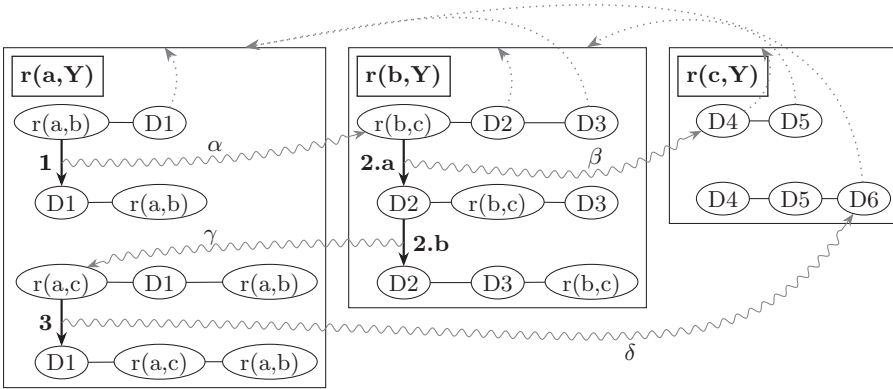 r(a,Y) r(b,Y) r(c,Y)
r(a,b) D1 r(b,c) D2 D3 D4 D5
1 α 2.a β
D1 r(a,b) D2 r(b,c) D3 D4 D5 D6
γ 2.b
r(a,c) D1 r(a,b) D2 D3 r(b,c)
3 δ
D1 r(a,c) r(a,b)